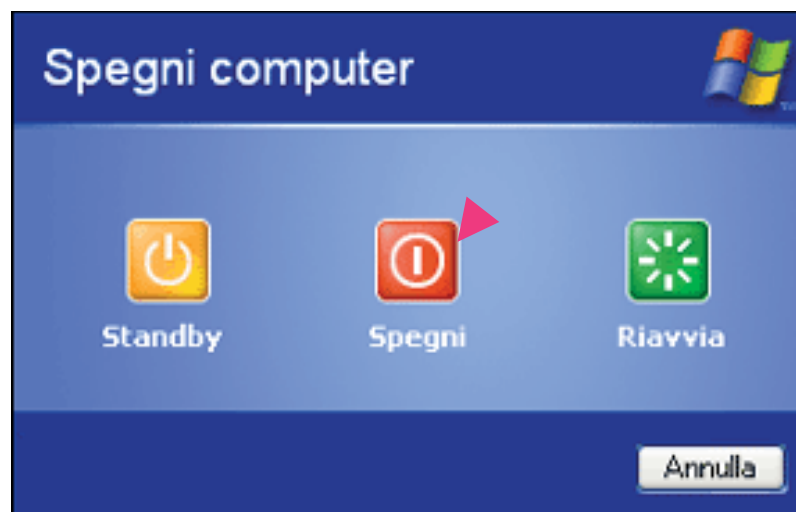 Spegni computer
Standby
Spegni
Riavvia
Annulla